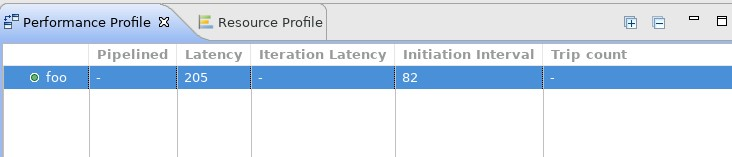 Performance Profile Resource Profile
Pipelined Latency Iteration Latency Initiation Interval Trip count
foo - 205 - 82 -